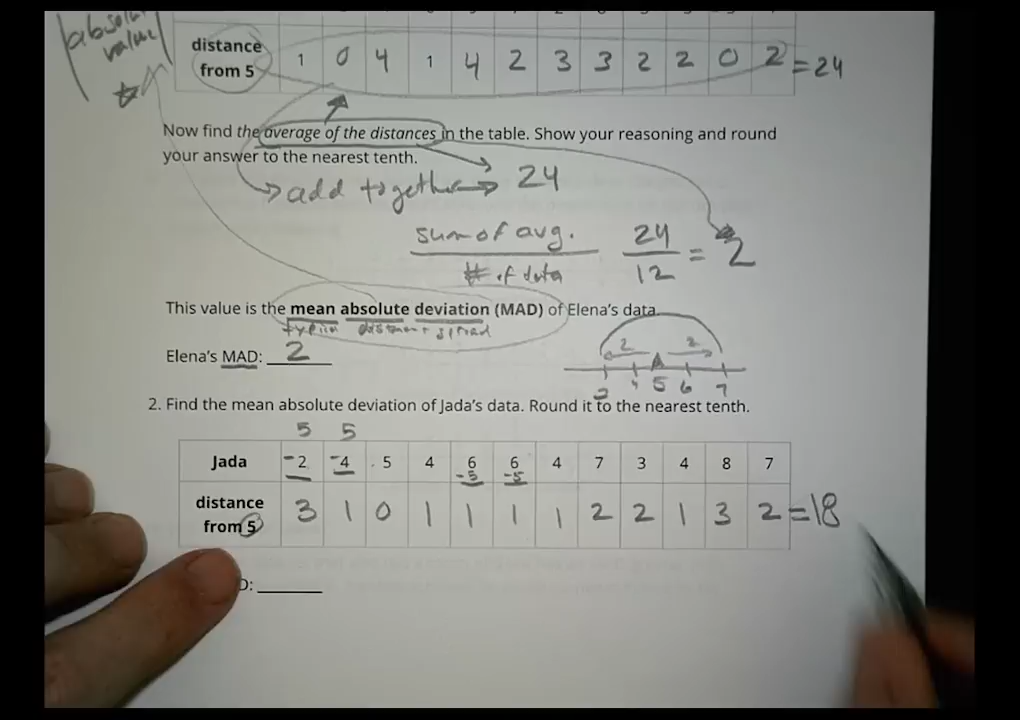 absolute
value
distance
from 5 1 0 4 1 4 2 3 3 2 2 0 2 = 24
Now find the average of the distances in the table. Show your reasoning and round
your answer to the nearest tenth.
add together 24
sum of avg.
# of data
24
12
= 2
This value is the mean absolute deviation (MAD) of Elena's data.
distance spread
Elena's MAD: 2
2 2
4 5 6 7
2. Find the mean absolute deviation of Jada's data. Round it to the nearest tenth.
5 5
Jada -2 -4 5 4 6 6 4 7 3 4 8 7
-5 -5
distance
from 5 3 1 0 1 1 1 1 2 2 1 3 2 = 18
D: